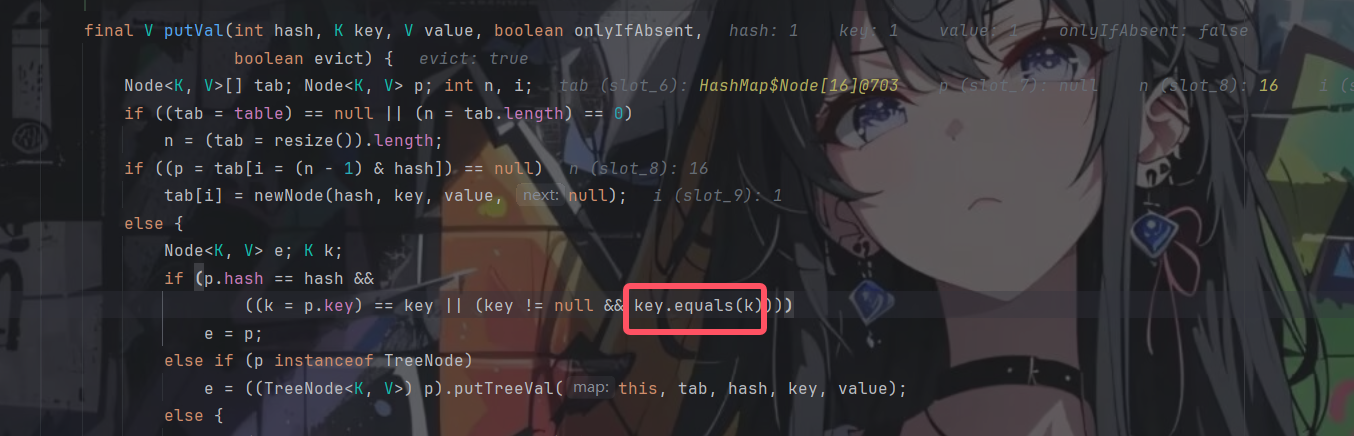 final V putVal(int hash, K key, V value, boolean onlyIfAbsent,   hash: 1    key: 1    value: 1    onlyIfAbsent: false
               boolean evict) {   evict: true
    Node<K, V>[] tab; Node<K, V> p; int n, i;   tab (slot_6): HashMap$Node[16]@703    p (slot_7): null    n (slot_8): 16    i (s
    if ((tab = table) == null || (n = tab.length) == 0)
        n = (tab = resize()).length;
    if ((p = tab[i = (n - 1) & hash]) == null)   n (slot_8): 16
        tab[i] = newNode(hash, key, value, next: null);   i (slot_9): 1
    else {
        Node<K, V> e; K k;
        if (p.hash == hash &&
                ((k = p.key) == key || (key != null && key.equals(k))))
            e = p;
        else if (p instanceof TreeNode)
            e = ((TreeNode<K, V>) p).putTreeVal( map: this, tab, hash, key, value);
        else {